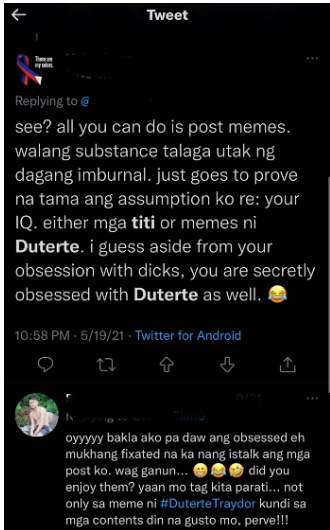 Tweet
These are
my colors.
Replying to @
see? all you can do is post memes.
walang substance talaga utak ng
dagang imburnal. just goes to prove
na tama ang assumption ko re: your
IQ. either mga titi or memes ni
Duterte. i guess aside from your
obsession with dicks, you are secretly
obsessed with Duterte as well. 😂
10:58 PM · 5/19/21 · Twitter for Android
oyyyyy bakla ako pa daw ang obsessed eh
mukhang fixated na ka nang istalk ang mga
post ko. wag ganun... 😁😂🤣 did you
enjoy them? yaan mo tag kita parati... not
only sa meme ni #DuterteTraydor kundi sa
mga contents din na gusto mo, perve!!!